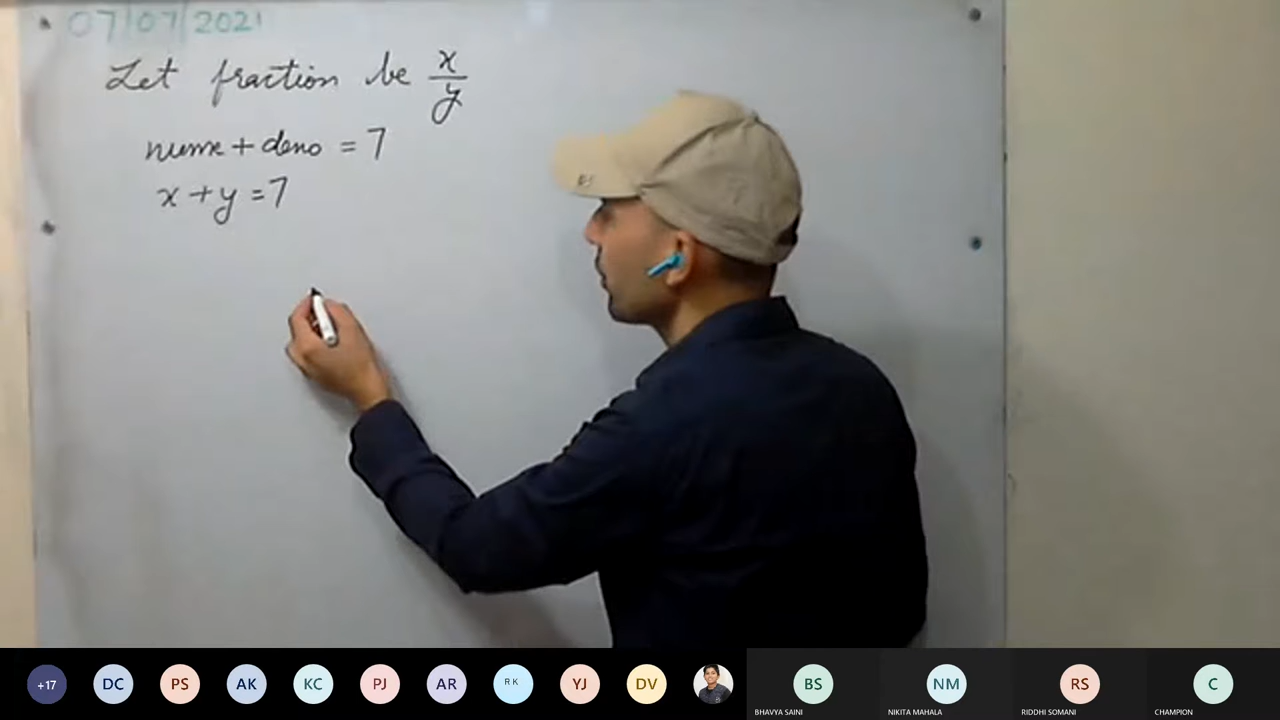 07/07/2021
Let fraction be x/y
nume + deno = 7
x + y = 7
+17
DC
PS
AK
KC
PJ
AR
RK
YJ
DV
BS
NM
RS
C
BHAVYA SAINI
NIKITA MAHALA
RIDDHI SOMANI
CHAMPION